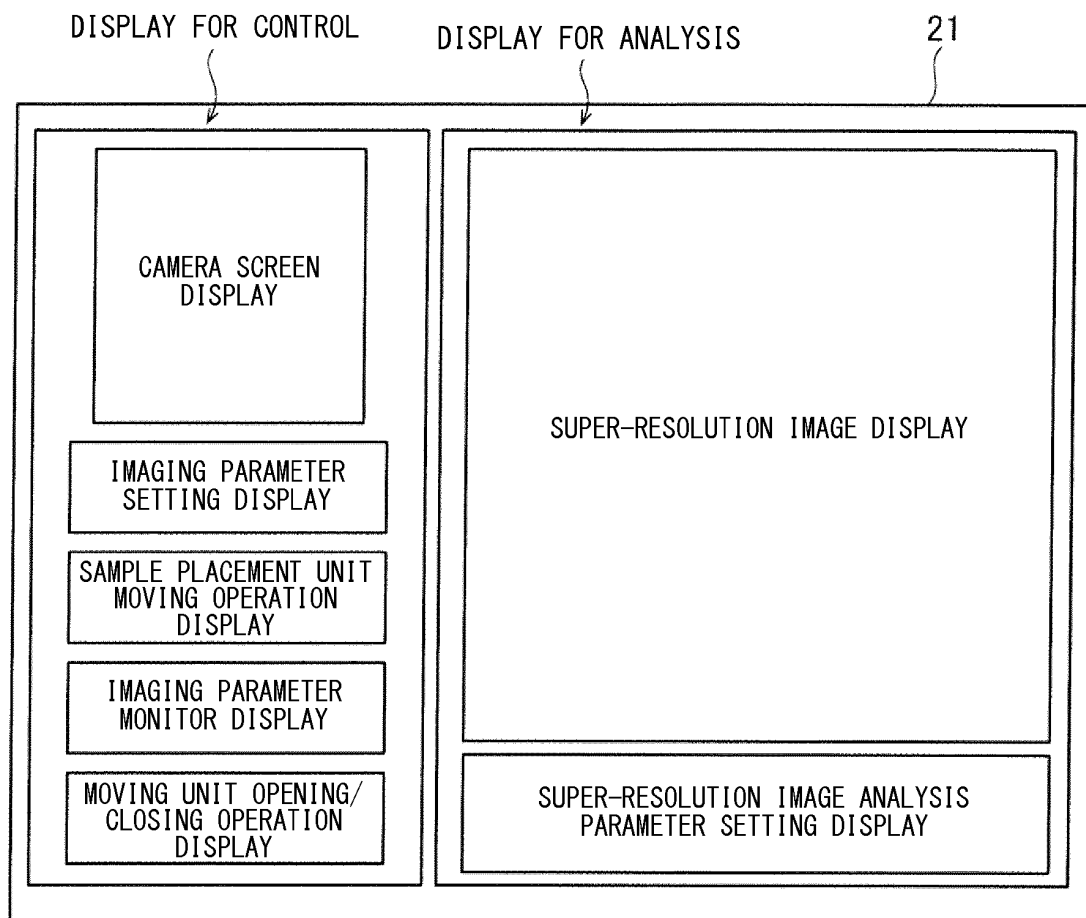 DISPLAY FOR CONTROL
DISPLAY FOR ANALYSIS
21
CAMERA SCREEN
DISPLAY
IMAGING PARAMETER
SETTING DISPLAY
SAMPLE PLACEMENT UNIT
MOVING OPERATION
DISPLAY
IMAGING PARAMETER
MONITOR DISPLAY
MOVING UNIT OPENING/
CLOSING OPERATION
DISPLAY
SUPER-RESOLUTION IMAGE DISPLAY
SUPER-RESOLUTION IMAGE ANALYSIS
PARAMETER SETTING DISPLAY